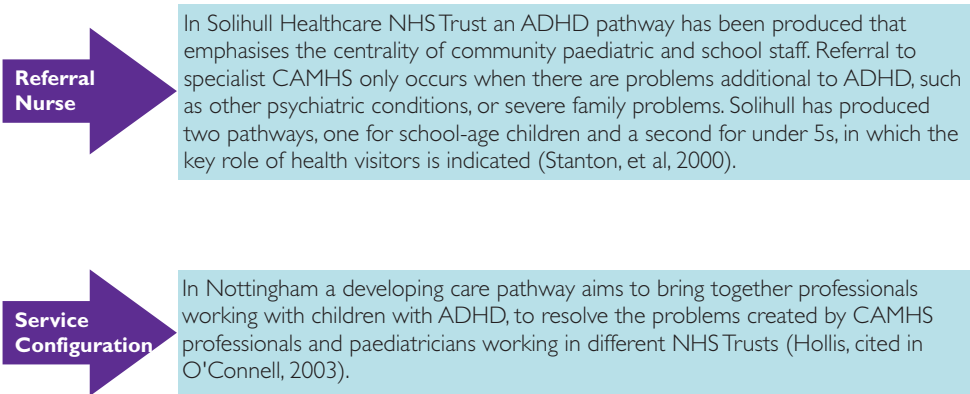 Referral
Nurse
In Solihull Healthcare NHS Trust an ADHD pathway has been produced that
emphasises the centrality of community paediatric and school staff. Referral to
specialist CAMHS only occurs when there are problems additional to ADHD, such
as other psychiatric conditions, or severe family problems. Solihull has produced
two pathways, one for school-age children and a second for under 5s, in which the
key role of health visitors is indicated (Stanton, et al, 2000).
Service
Configuration
In Nottingham a developing care pathway aims to bring together professionals
working with children with ADHD, to resolve the problems created by CAMHS
professionals and paediatricians working in different NHS Trusts (Hollis, cited in
O'Connell, 2003).